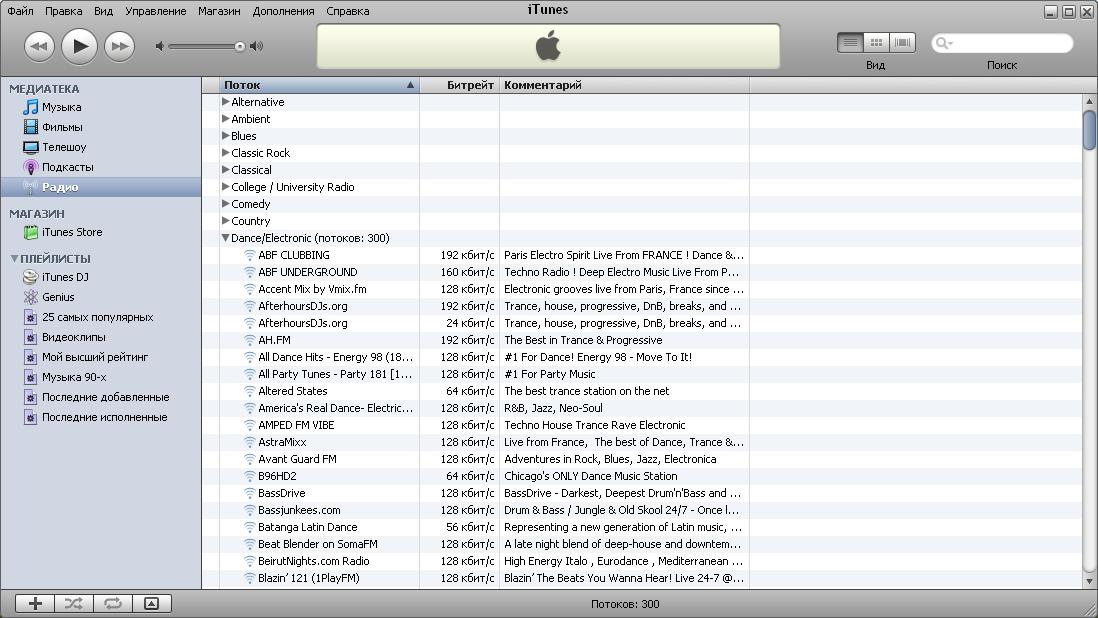 iTunes
Файл Правка Вид Управление Магазин Дополнения Справка
Вид Поиск
МЕДИАТЕКА
Музыка
Фильмы
Телешоу
Подкасты
Радио
МАГАЗИН
iTunes Store
ПЛЕЙЛИСТЫ
iTunes DJ
Genius
25 самых популярных
Видеоклипы
Мой высший рейтинг
Музыка 90-х
Последние добавленные
Последние исполненные
Поток Битрейт Комментарий
Alternative
Ambient
Blues
Classic Rock
Classical
College / University Radio
Comedy
Country
Dance/Electronic (потоков: 300)
ABF CLUBBING 192 кбит/с Paris Electro Spirit Live From FRANCE ! Dance &...
ABF UNDERGROUND 160 кбит/с Techno Radio ! Deep Electro Music Live From P...
Accent Mix by Vmix.fm 128 кбит/с Electronic grooves live from Paris, France since ...
AfterhoursDJs.org 192 кбит/с Trance, house, progressive, DnB, breaks, and ...
AfterhoursDJs.org 24 кбит/с Trance, house, progressive, DnB, breaks, and ...
AH.FM 192 кбит/с The Best in Trance & Progressive
All Dance Hits - Energy 98 (18... 128 кбит/с #1 For Dance! Energy 98 - Move To It!
All Party Tunes - Party 181 [1... 128 кбит/с #1 For Party Music
Altered States 64 кбит/с The best trance station on the net
America's Real Dance- Electric... 128 кбит/с R&B, Jazz, Neo-Soul
AMPED FM VIBE 128 кбит/с Techno House Trance Rave Electronic
AstraMixx 128 кбит/с Live from France,  The best of Dance, Trance &...
Avant Guard FM 128 кбит/с Adventures in Rock, Blues, Jazz, Electronica
B96HD2 64 кбит/с Chicago's ONLY Dance Music Station
BassDrive 128 кбит/с BassDrive - Darkest, Deepest Drum'n'Bass and ...
Bassjunkees.com 128 кбит/с Drum & Bass / Jungle & Old Skool 24/7 - Once l...
Batanga Latin Dance 56 кбит/с Representing a new generation of Latin music, ...
Beat Blender on SomaFM 128 кбит/с A late night blend of deep-house and downtem...
BeirutNights.com Radio 128 кбит/с High Energy Italo , Eurodance , Mediterranean ...
Blazin' 121 (1PlayFM) 128 кбит/с Blazin' The Beats You Wanna Hear! Live 24-7 @...
Потоков: 300